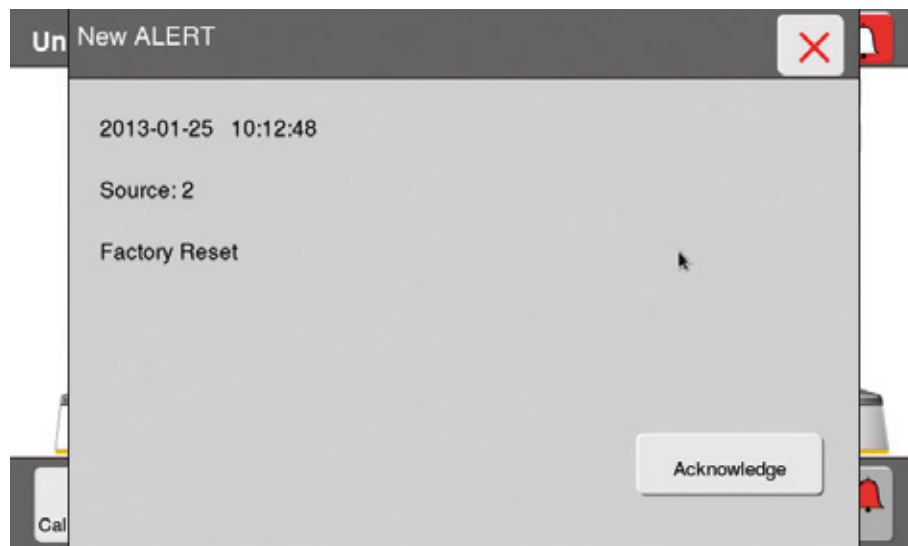 Un
New ALERT
2013-01-25 10:12:48
Source: 2
Factory Reset
Acknowledge
Cal